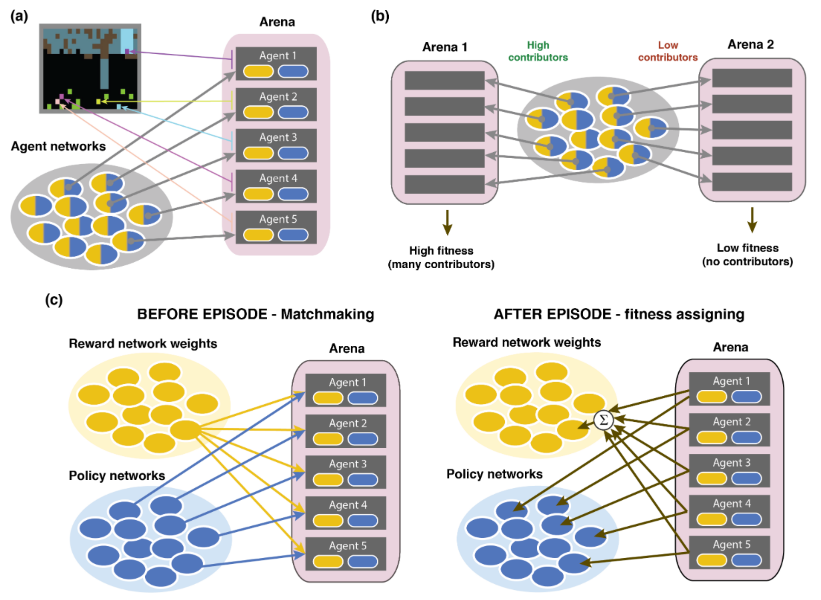 (a)
Arena
Agent 1
Agent 2
Agent 3
Agent 4
Agent 5
Agent networks
(b)
Arena 1
High
contributors
Low
contributors
Arena 2
High fitness
(many contributors)
Low fitness
(no contributors)
(c)
BEFORE EPISODE - Matchmaking
Reward network weights
Arena
Agent 1
Agent 2
Agent 3
Agent 4
Agent 5
Policy networks
AFTER EPISODE - fitness assigning
Reward network weights
Arena
Σ
Agent 1
Agent 2
Agent 3
Agent 4
Agent 5
Policy networks